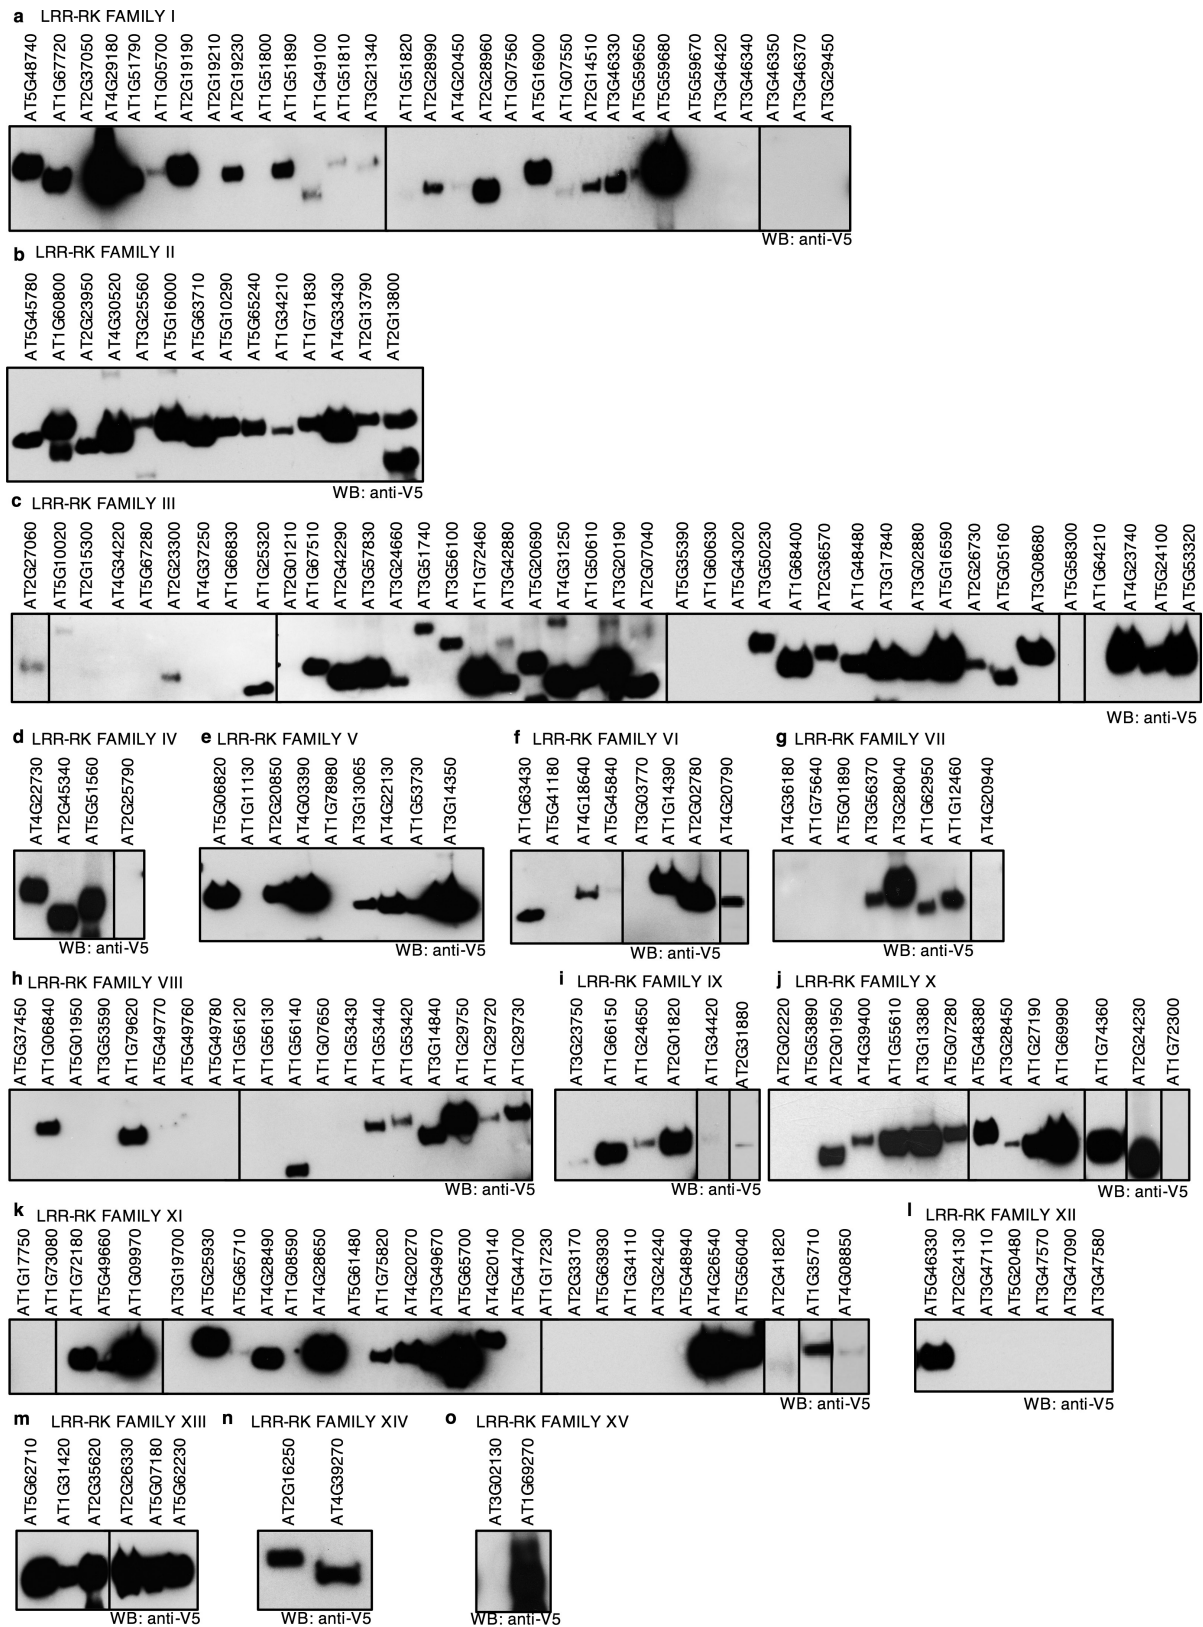 a LRR-RK FAMILY I
AT5G48740 AT1G67720 AT2G37050 AT4G29180 AT1G51790 AT1G05700 AT2G19190 AT2G19210 AT2G19230 AT1G51800 AT1G51890 AT1G49100 AT1G51810 AT3G21340 AT1G51820 AT2G28990 AT4G20450 AT2G28960 AT1G07560 AT5G16900 AT1G07550 AT2G14510 AT3G46330 AT5G59650 AT5G59680 AT5G59670 AT3G46420 AT3G46340 AT3G46350 AT3G46370 AT3G29450
WB: anti-V5
b LRR-RK FAMILY II
AT5G45780 AT1G60800 AT2G23950 AT4G30520 AT3G25560 AT5G16000 AT5G63710 AT5G10290 AT5G65240 AT1G34210 AT1G71830 AT4G33430 AT2G13790 AT2G13800
WB: anti-V5
c LRR-RK FAMILY III
AT2G27060 AT5G10020 AT2G15300 AT4G34220 AT5G67280 AT2G23300 AT4G37250 AT1G66830 AT1G25320 AT2G01210 AT1G67510 AT2G42290 AT3G57830 AT3G24660 AT3G51740 AT3G56100 AT1G72460 AT3G42880 AT5G20690 AT4G31250 AT1G50610 AT3G20190 AT2G07040 AT5G35390 AT1G60630 AT5G43020 AT3G50230 AT1G68400 AT2G36570 AT1G48480 AT3G17840 AT3G02880 AT5G16590 AT2G26730 AT5G05160 AT3G08680 AT5G58300 AT1G64210 AT4G23740 AT5G24100 AT5G53320
WB: anti-V5
d LRR-RK FAMILY IV
AT4G22730 AT2G45340 AT5G51560 AT2G25790
WB: anti-V5
e LRR-RK FAMILY V
AT5G06820 AT1G11130 AT2G20850 AT4G03390 AT1G78980 AT3G13065 AT4G22130 AT1G53730 AT3G14350
WB: anti-V5
f LRR-RK FAMILY VI
AT1G63430 AT5G41180 AT4G18640 AT5G45840 AT3G03770 AT1G14390 AT2G02780 AT4G20790
WB: anti-V5
g LRR-RK FAMILY VII
AT4G36180 AT1G75640 AT5G01890 AT3G56370 AT3G28040 AT1G62950 AT1G12460 AT4G20940
WB: anti-V5
h LRR-RK FAMILY VIII
AT5G37450 AT1G06840 AT5G01950 AT3G53590 AT1G79620 AT5G49770 AT5G49760 AT5G49780 AT1G56120 AT1G56130 AT1G56140 AT1G07650 AT1G53430 AT1G53440 AT1G53420 AT3G14840 AT1G29750 AT1G29720 AT1G29730
WB: anti-V5
i LRR-RK FAMILY IX
AT3G23750 AT1G66150 AT1G24650 AT2G01820 AT1G34420 AT2G31880
WB: anti-V5
j LRR-RK FAMILY X
AT2G02220 AT5G53890 AT2G01950 AT4G39400 AT1G55610 AT3G13380 AT5G07280 AT5G48380 AT3G28450 AT1G27190 AT1G69990 AT1G74360 AT2G24230 AT1G72300
WB: anti-V5
k LRR-RK FAMILY XI
AT1G17750 AT1G73080 AT1G72180 AT5G49660 AT1G09970 AT3G19700 AT5G25930 AT5G65710 AT4G28490 AT1G08590 AT4G28650 AT5G61480 AT1G75820 AT4G20270 AT3G49670 AT5G65700 AT4G20140 AT5G44700 AT1G17230 AT2G33170 AT5G63930 AT1G34110 AT3G24240 AT5G48940 AT4G26540 AT5G56040 AT2G41820 AT1G35710 AT4G08850
WB: anti-V5
l LRR-RK FAMILY XII
AT5G46330 AT2G24130 AT3G47110 AT5G20480 AT3G47570 AT3G47090 AT3G47580
WB: anti-V5
m LRR-RK FAMILY XIII
AT5G62710 AT1G31420 AT2G35620 AT2G26330 AT5G07180 AT5G62230
WB: anti-V5
n LRR-RK FAMILY XIV
AT2G16250 AT4G39270
WB: anti-V5
o LRR-RK FAMILY XV
AT3G02130 AT1G69270
WB: anti-V5